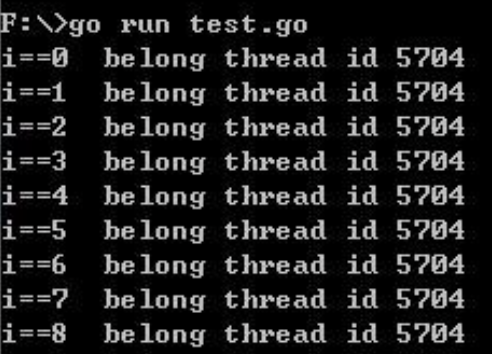 F:\>go run test.go
i==0  belong thread id 5704
i==1  belong thread id 5704
i==2  belong thread id 5704
i==3  belong thread id 5704
i==4  belong thread id 5704
i==5  belong thread id 5704
i==6  belong thread id 5704
i==7  belong thread id 5704
i==8  belong thread id 5704